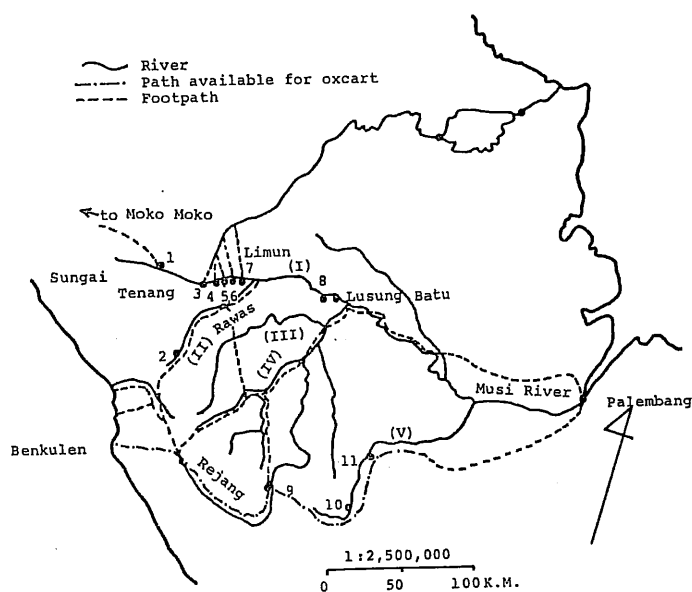 River
Path available for oxcart
Footpath
to Moko Moko
1
Limun
7
(I)
Sungai
Tenang
3 4 5 6
8
Lusung Batu
(II) Rawas
(III)
(IV)
2
Musi River
Palembang
(V)
Benkulen
Rejang
11
9
10
1:2,500,000
0 50 100K.M.